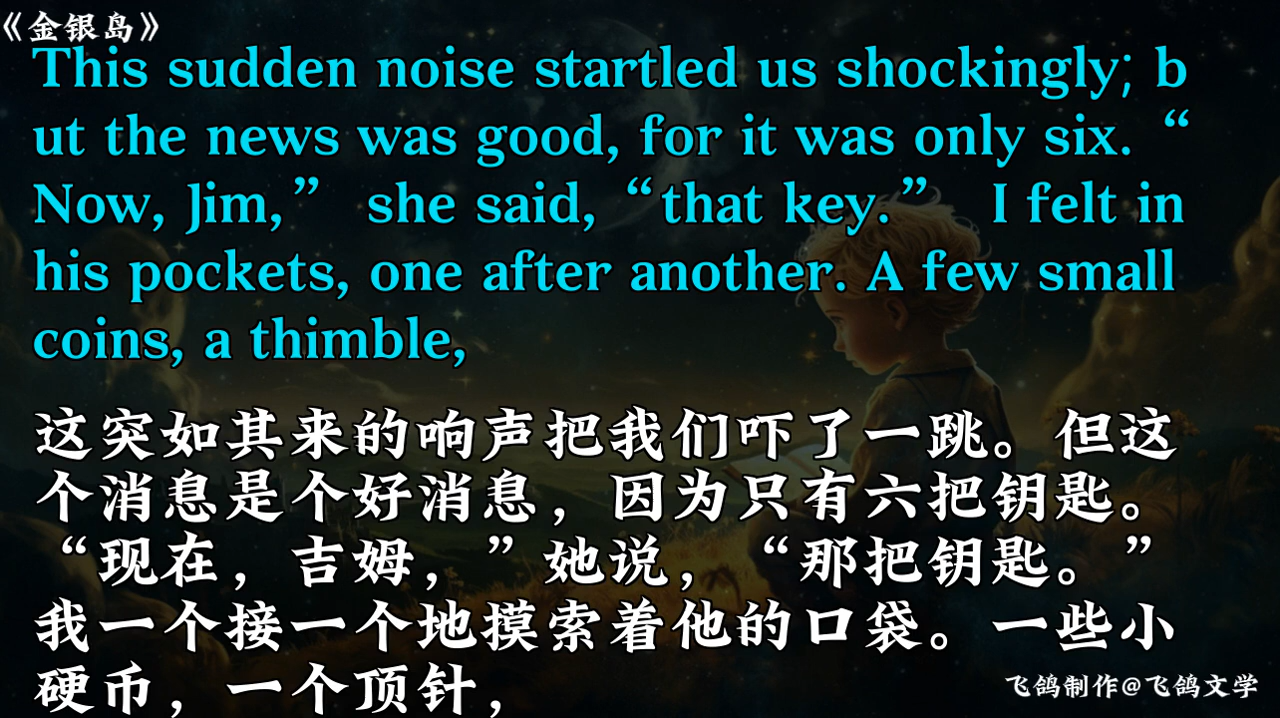 《金银岛》
This sudden noise startled us shockingly; b
ut the news was good, for it was only six. “
Now, Jim,” she said, “that key.” I felt in
his pockets, one after another. A few small
coins, a thimble,
这突如其来的响声把我们吓了一跳。但这
个消息是个好消息，因为只有六把钥匙。
“现在，吉姆，”她说，“那把钥匙。”
我一个接一个地摸索着他的口袋。一些小
硬币，一个顶针，
飞鸽制作@飞鸽文学